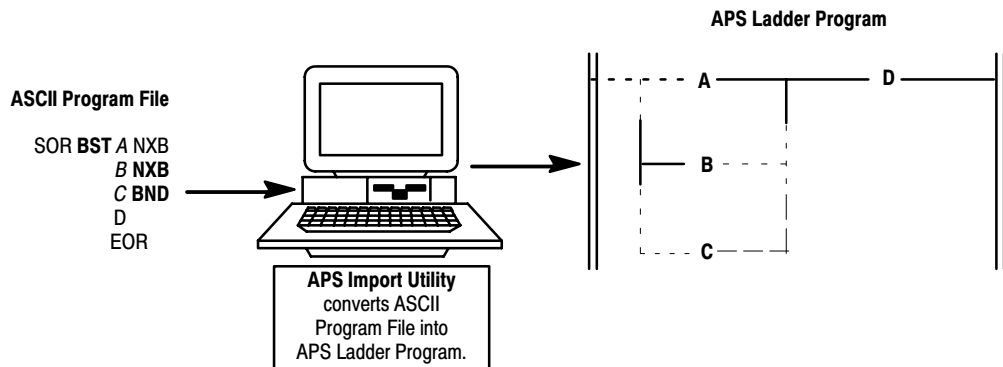 APS Ladder Program
ASCII Program File
SOR BST A NXB
B NXB
C BND
D
EOR
APS Import Utility
converts ASCII
Program File into
APS Ladder Program.
A
D
B
C